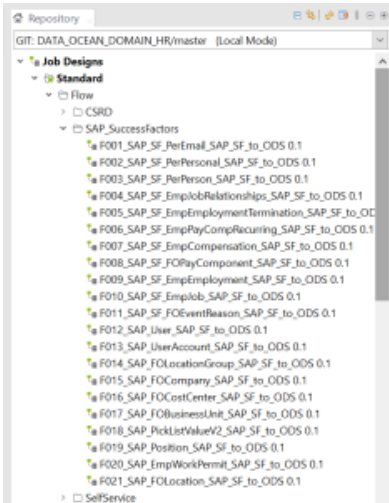 Repository
GIT: DATA_OCEAN_DOMAIN_HR/master (Local Mode)
Job Designs
Standard
Flow
CSRD
SAP_SuccessFactors
F001_SAP_SF_PerEmail_SAP_SF_to_ODS 0.1
F002_SAP_SF_PerPersonal_SAP_SF_to_ODS 0.1
F003_SAP_SF_PerPerson_SAP_SF_to_ODS 0.1
F004_SAP_SF_EmpJobRelationships_SAP_SF_to_ODS 0.1
F005_SAP_SF_EmpEmploymentTermination_SAP_SF_to_OD
F006_SAP_SF_EmpPayCompRecurring_SAP_SF_to_ODS 0.1
F007_SAP_SF_EmpCompensation_SAP_SF_to_ODS 0.1
F008_SAP_SF_FOPayComponent_SAP_SF_to_ODS 0.1
F009_SAP_SF_EmpEmployment_SAP_SF_to_ODS 0.1
F010_SAP_SF_EmpJob_SAP_SF_to_ODS 0.1
F011_SAP_SF_FOEventReason_SAP_SF_to_ODS 0.1
F012_SAP_User_SAP_SF_to_ODS 0.1
F013_SAP_UserAccount_SAP_SF_to_ODS 0.1
F014_SAP_FOLocationGroup_SAP_SF_to_ODS 0.1
F015_SAP_FOCompany_SAP_SF_to_ODS 0.1
F016_SAP_FOCostCenter_SAP_SF_to_ODS 0.1
F017_SAP_FOBusinessUnit_SAP_SF_to_ODS 0.1
F018_SAP_PickListValueV2_SAP_SF_to_ODS 0.1
F019_SAP_Position_SAP_SF_to_ODS 0.1
F020_SAP_EmpWorkPermit_SAP_SF_to_ODS 0.1
F021_SAP_FOLocation_SAP_SF_to_ODS 0.1
SelfService